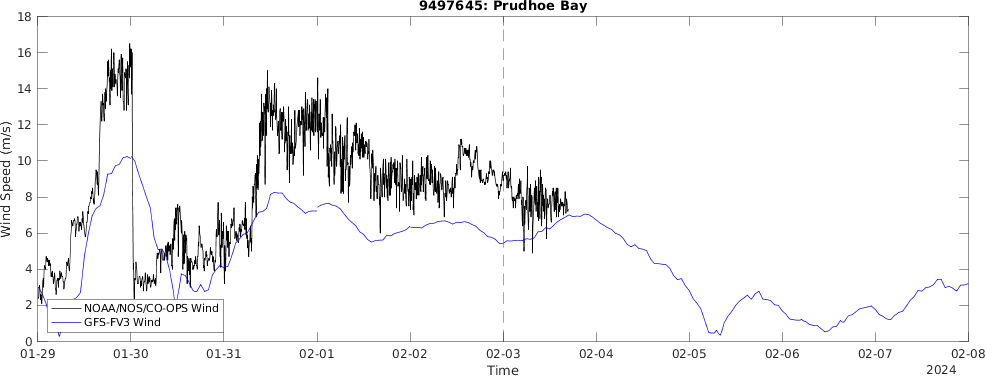 9497645: Prudhoe Bay
18
16
14
12
10
8
6
4
2
0
Wind Speed (m/s)
NOAA/NOS/CO-OPS Wind
GFS-FV3 Wind
01-29 01-30 01-31 02-01 02-02 02-03 02-04 02-05 02-06 02-07 02-08
Time
2024